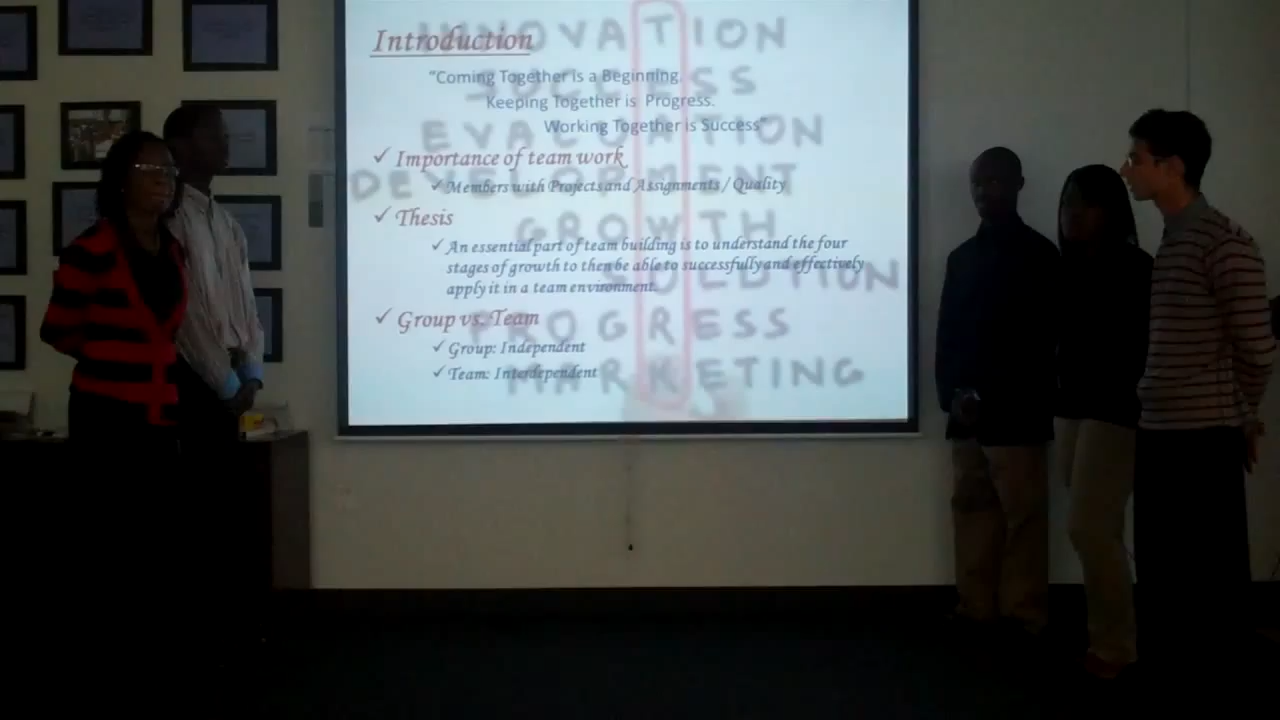 Introduction
"Coming Together is a Beginning.
Keeping Together is Progress.
Working Together is Success"
✓ Importance of team work
✓ Members with Projects and Assignments / Quality
✓ Thesis
✓ An essential part of team building is to understand the four
stages of growth to then be able to successfully and effectively
apply it in a team environment.
✓ Group vs. Team
✓ Group: Independent
✓ Team: Interdependent
INNOVATION
SUCCESS
EVALUATION
DEVELOPMENT
GROWTH
SOLUTION
PROGRESS
MARKETING